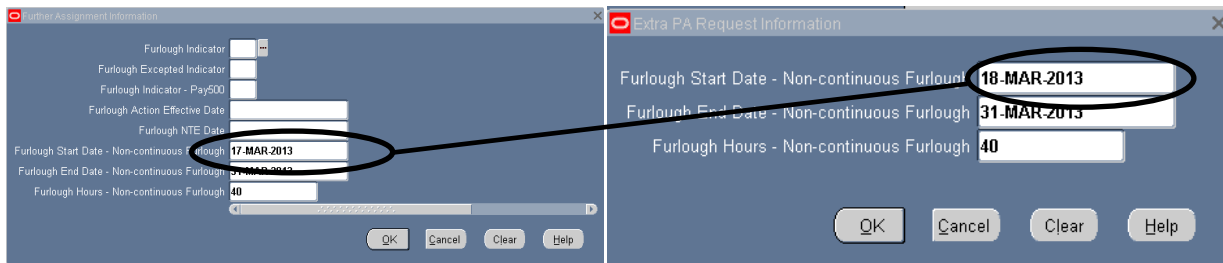 Further Assignment Information
Furlough Indicator
Furlough Excepted Indicator
Furlough Indicator - Pay500
Furlough Action Effective Date
Furlough NTE Date
Furlough Start Date - Non-continuous Furlough 17-MAR-2013
Furlough End Date - Non-continuous Furlough 31-MAR-2013
Furlough Hours - Non-continuous Furlough 40
OK Cancel Clear Help
Extra PA Request Information
Furlough Start Date - Non-continuous Furlough 18-MAR-2013
Furlough End Date - Non-continuous Furlough 31-MAR-2013
Furlough Hours - Non-continuous Furlough 40
OK Cancel Clear Help